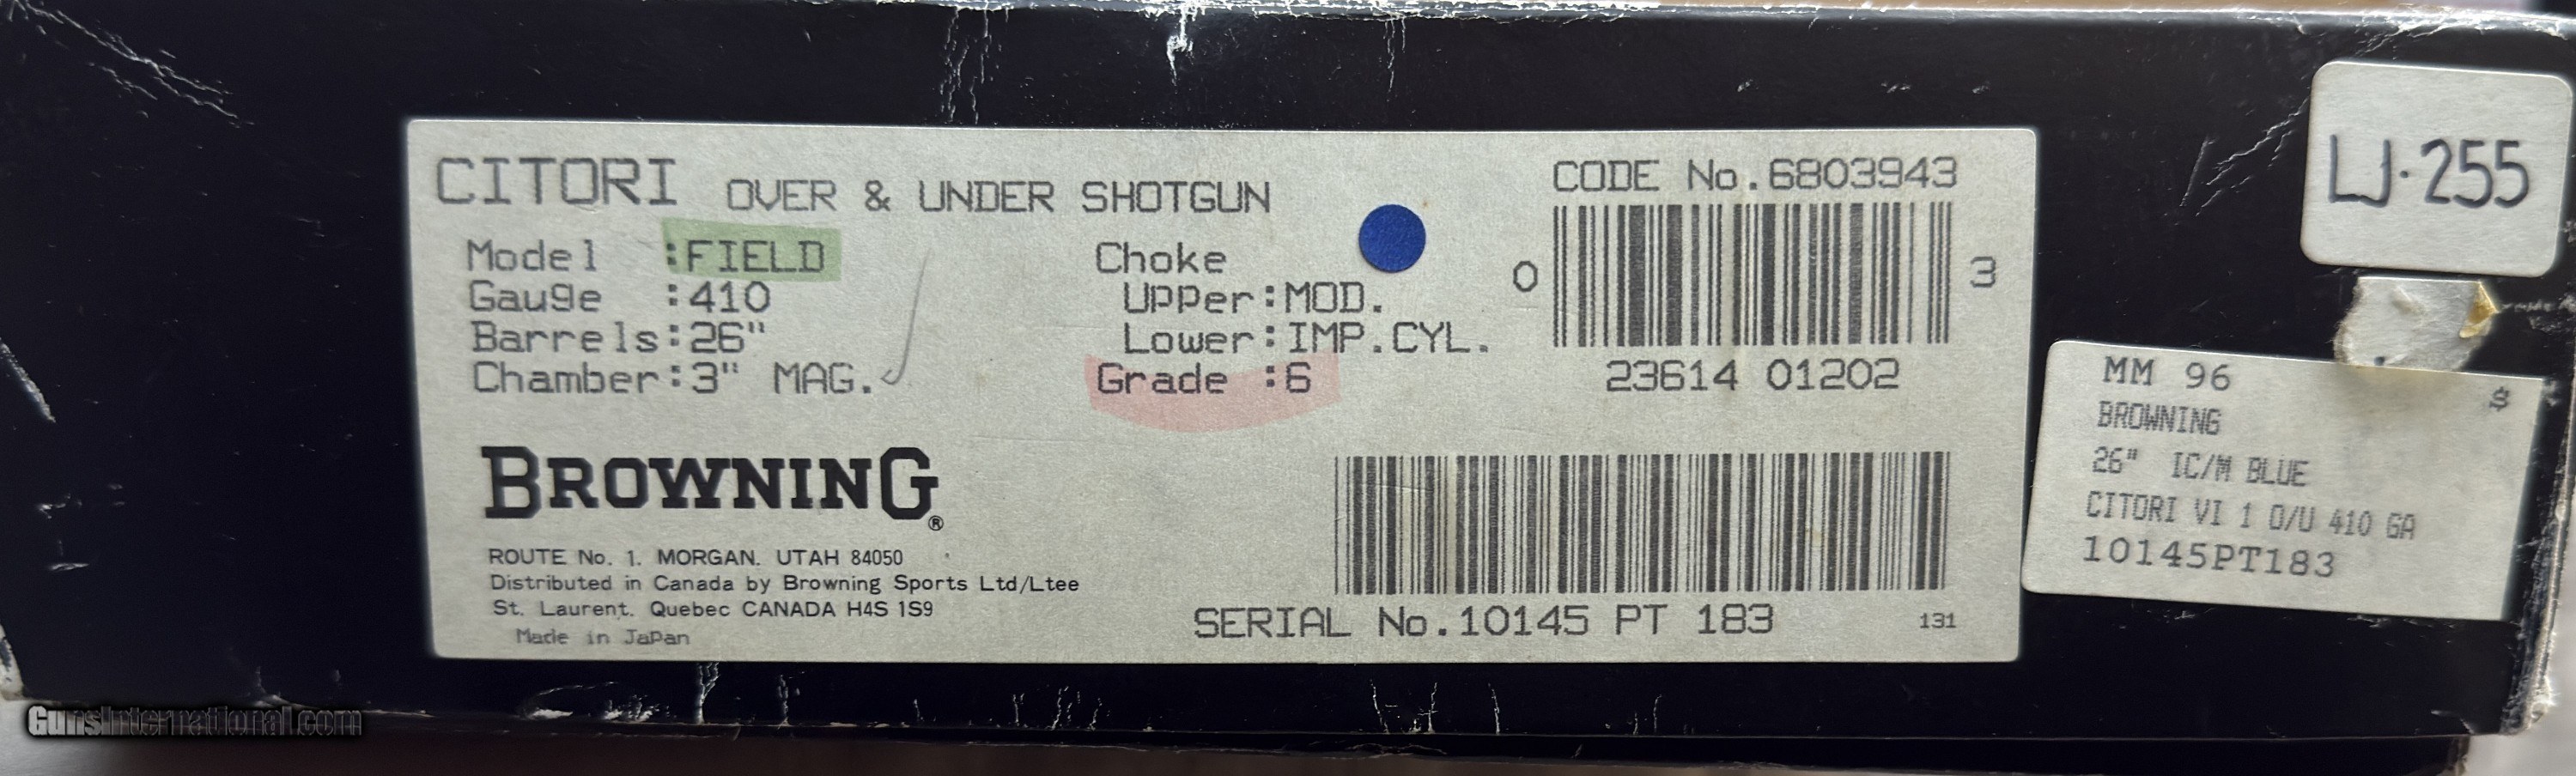 CITORI OVER & UNDER SHOTGUN
Model :FIELD
Gauge :410
Barrels:26"
Chamber:3" MAG.
Choke
Upper:MOD.
Lower:IMP.CYL.
Grade :6
CODE No.6803943
0 3
23614 01202
BROWNING®
ROUTE No. 1. MORGAN. UTAH 84050
Distributed in Canada by Browning Sports Ltd/Ltee
St. Laurent. Quebec CANADA H4S 1S9
Made in Japan
SERIAL No.10145 PT 183
131
LJ-255
MM 96
$
BROWNING
26" IC/M BLUE
CITORI VI 1 O/U 410 GA
10145PT183
GunsInternational.com